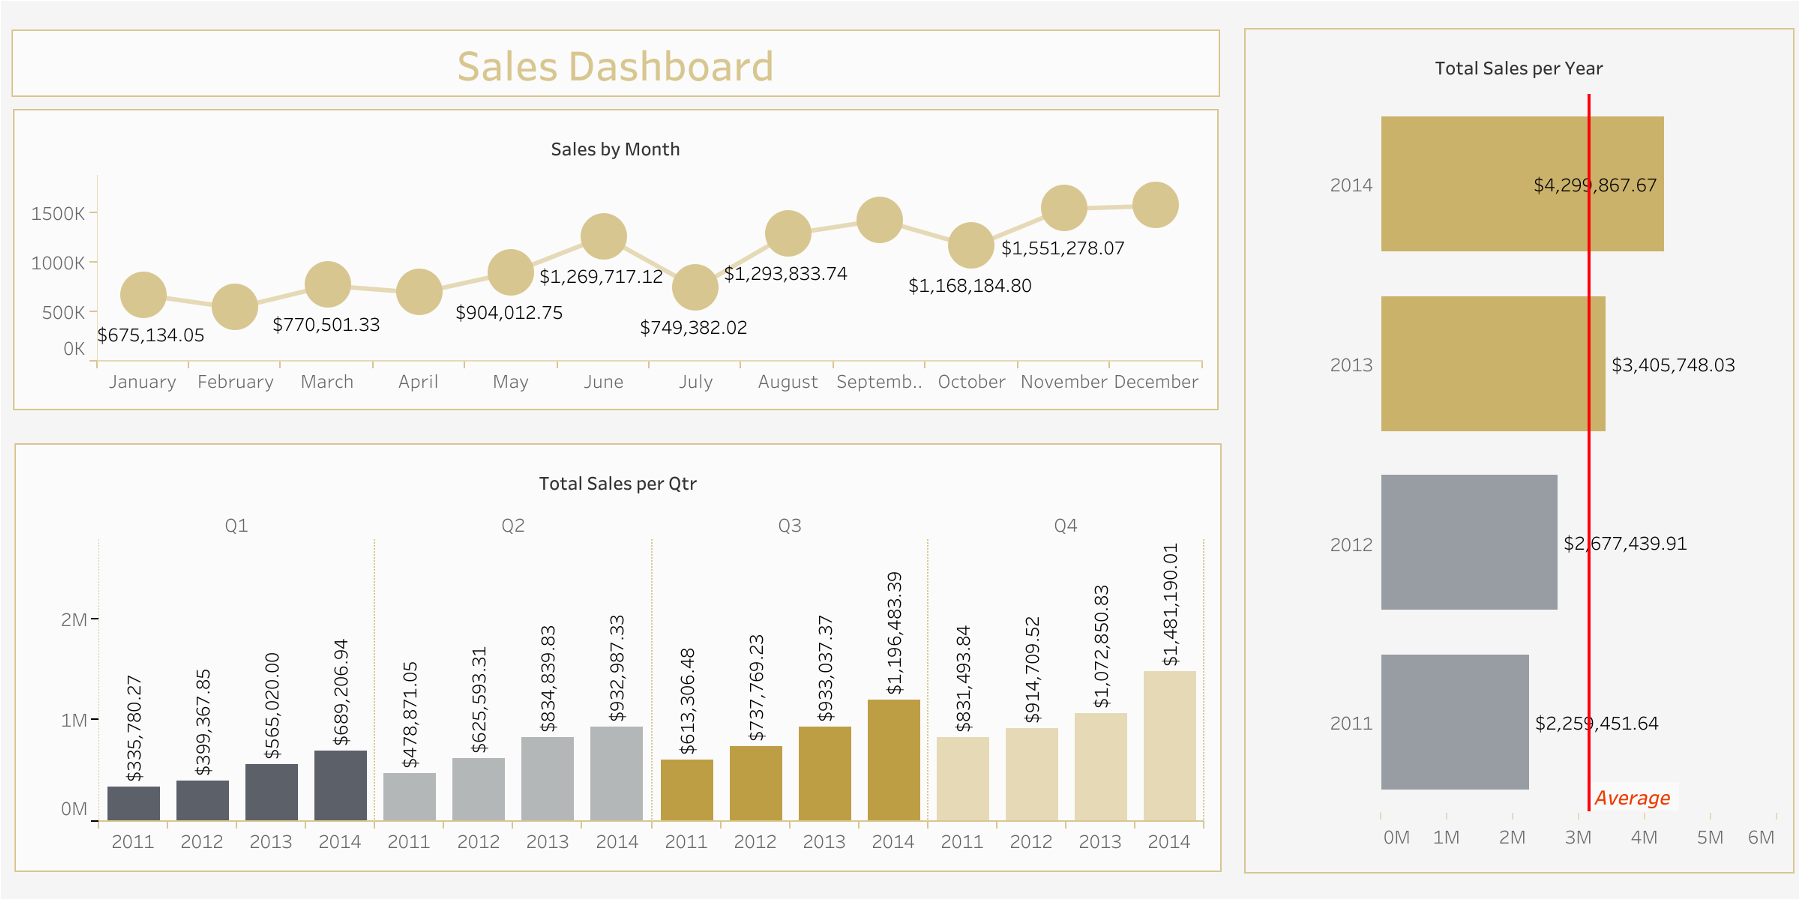 Sales Dashboard
Sales by Month
1500K
1000K
500K
0K
$675,134.05
$770,501.33
$904,012.75
$1,269,717.12
$749,382.02
$1,293,833.74
$1,168,184.80
$1,551,278.07
January February March April May June July August Septemb.. October November December
Total Sales per Qtr
Q1 Q2 Q3 Q4
2M
1M
0M
$335,780.27
$399,367.85
$565,020.00
$689,206.94
$478,871.05
$625,593.31
$834,839.83
$932,987.33
$613,306.48
$737,769.23
$933,037.37
$1,196,483.39
$831,493.84
$914,709.52
$1,072,850.83
$1,481,190.01
2011 2012 2013 2014 2011 2012 2013 2014 2011 2012 2013 2014 2011 2012 2013 2014
Total Sales per Year
2014 $4,299,867.67
2013 $3,405,748.03
2012 $2,677,439.91
2011 $2,259,451.64
Average
0M 1M 2M 3M 4M 5M 6M